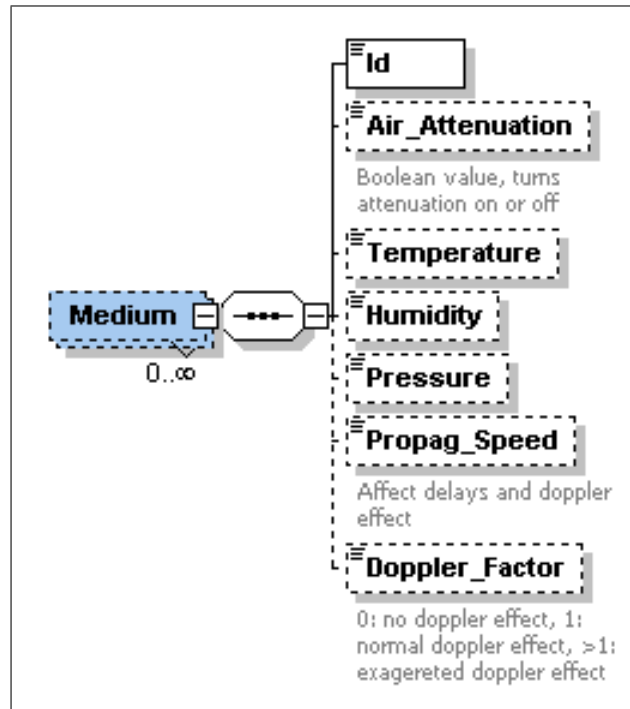 Id
Air_Attenuation
Boolean value, turns
attenuation on or off
Temperature
Medium
Humidity
0..∞
Pressure
Propag_Speed
Affect delays and doppler
effect
Doppler_Factor
0: no doppler effect, 1:
normal doppler effect, >1:
exagereted doppler effect